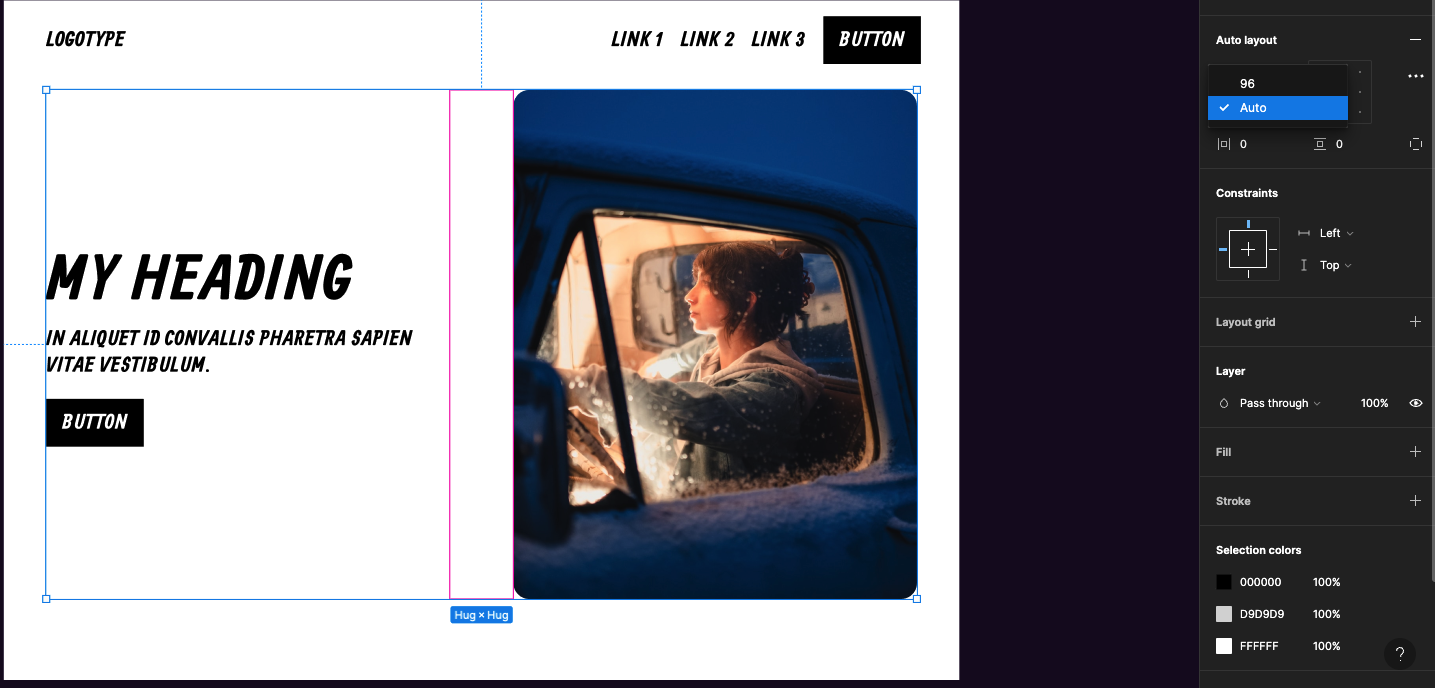 LOGOTYPE
LINK 1 LINK 2 LINK 3 BUTTON
MY HEADING
IN ALIQUET ID CONVALLIS PHARETRA SAPIEN
VITAE VESTIBULUM.
BUTTON
Hug × Hug
Auto layout
96
Auto
0 0
Constraints
Left
Top
Layout grid
Layer
Pass through 100%
Fill
Stroke
Selection colors
000000 100%
D9D9D9 100%
FFFFFF 100%
?